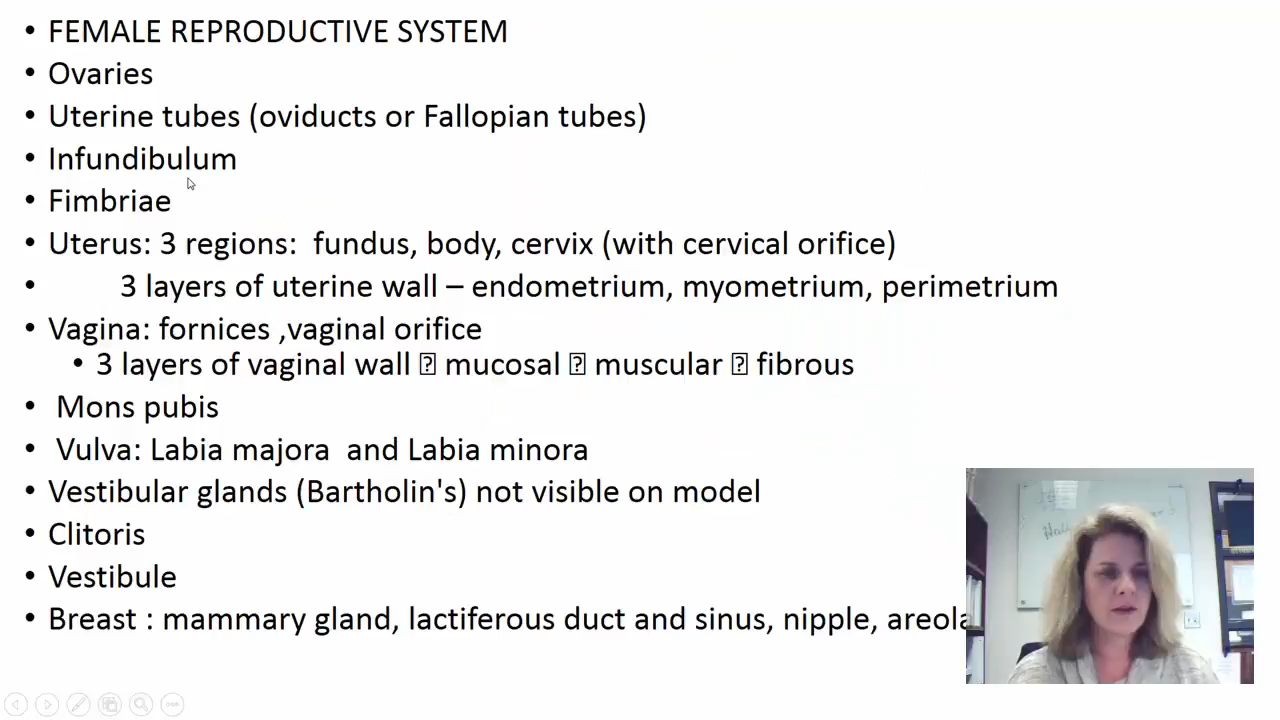 • FEMALE REPRODUCTIVE SYSTEM
• Ovaries
• Uterine tubes (oviducts or Fallopian tubes)
• Infundibulum
• Fimbriae
• Uterus: 3 regions:  fundus, body, cervix (with cervical orifice)
• 3 layers of uterine wall – endometrium, myometrium, perimetrium
• Vagina: fornices ,vaginal orifice
• 3 layers of vaginal wall ⍰ mucosal ⍰ muscular ⍰ fibrous
• Mons pubis
• Vulva: Labia majora  and Labia minora
• Vestibular glands (Bartholin's) not visible on model
• Clitoris
• Vestibule
• Breast : mammary gland, lactiferous duct and sinus, nipple, areola